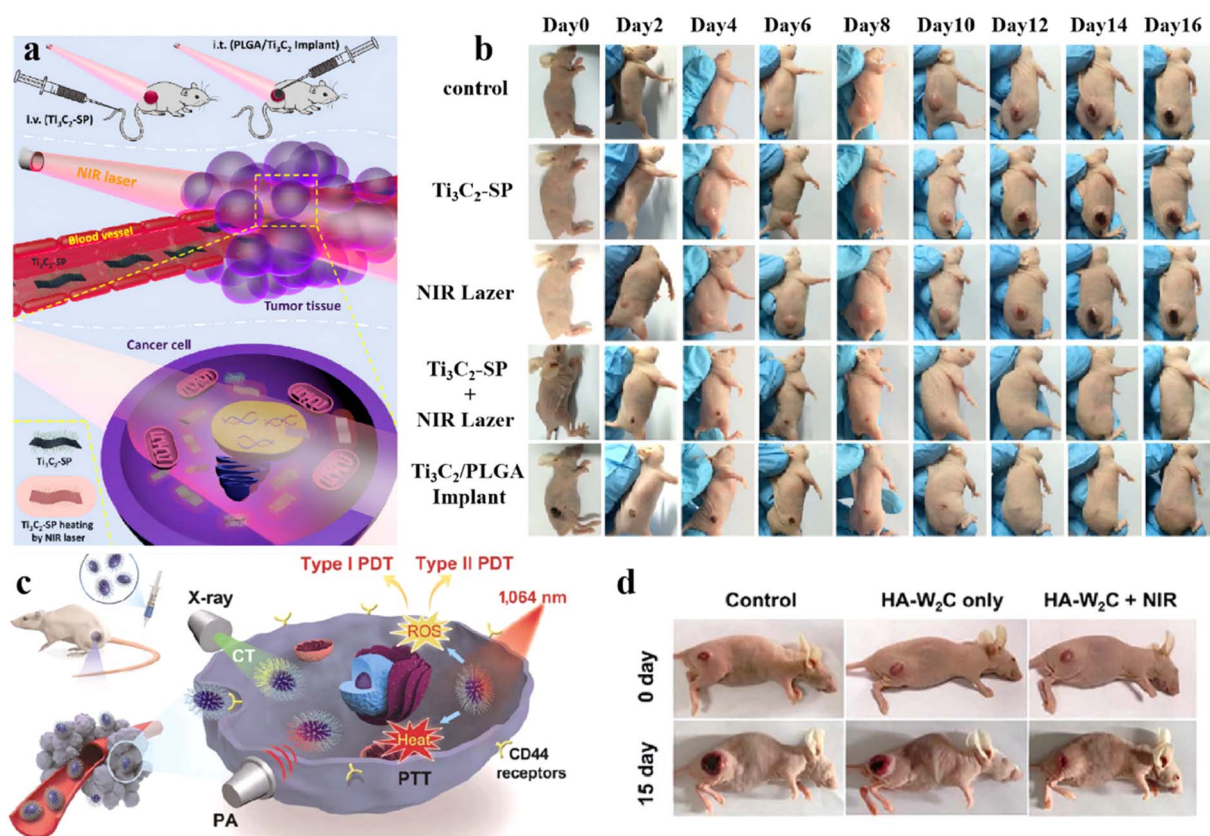 a
i.t. (PLGA/Ti₃C₂ Implant)
i.v. (Ti₃C₂-SP)
NIR laser
Blood vessel
Ti₃C₂-SP
Tumor tissue
Cancer cell
Ti₃C₂-SP
Ti₃C₂-SP heating
by NIR laser
b
Day0 Day2 Day4 Day6 Day8 Day10 Day12 Day14 Day16
control
Ti₃C₂-SP
NIR Lazer
Ti₃C₂-SP
+
NIR Lazer
Ti₃C₂/PLGA
Implant
c
Type I PDT Type II PDT
X-ray
1,064 nm
ROS
CT
Heat
CD44
receptors
PTT
PA
d
Control HA-W₂C only HA-W₂C + NIR
0 day
15 day